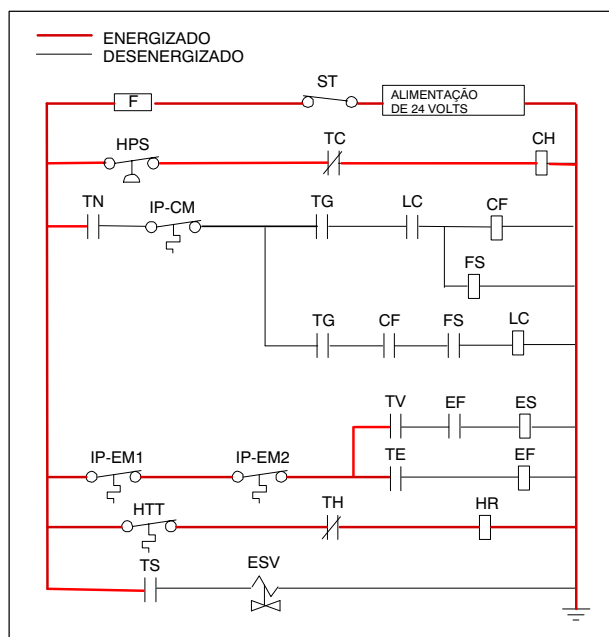 ENERGIZADO
DESENERGIZADO
F
ST
ALIMENTAÇÃO
DE 24 VOLTS
HPS
TC
CH
TN
IP-CM
TG
LC
CF
FS
TG
CF
FS
LC
TV
EF
ES
IP-EM1
IP-EM2
TE
EF
HTT
TH
HR
TS
ESV